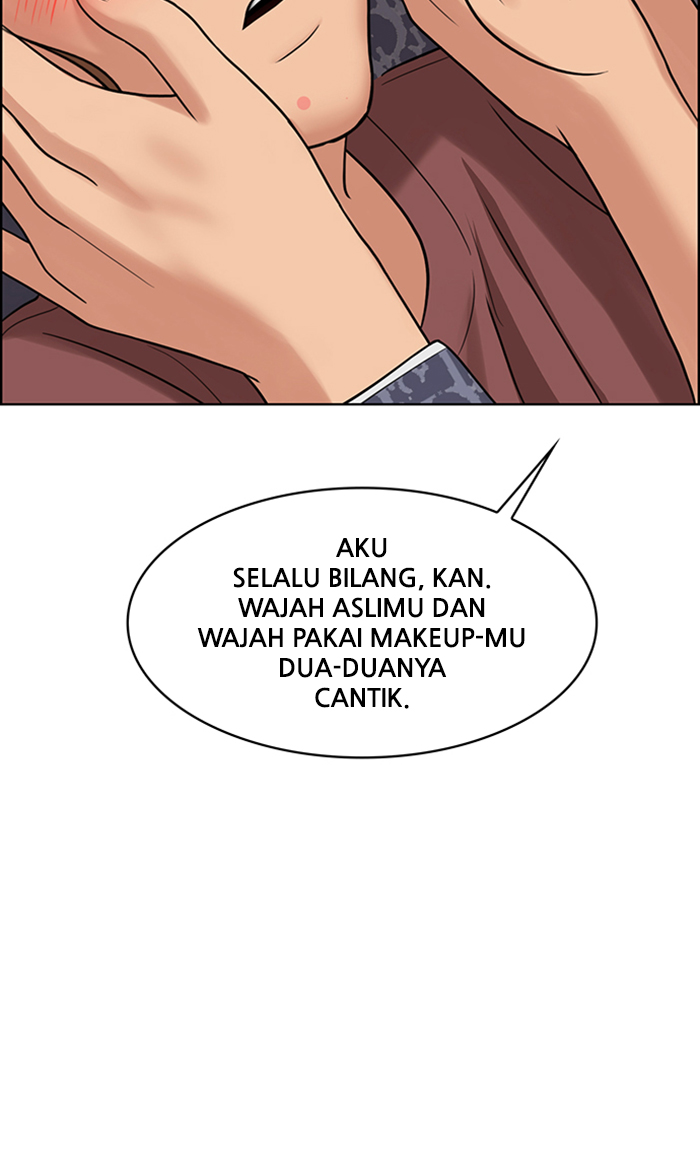 AKU
SELALU BILANG, KAN.
WAJAH ASLIMU DAN
WAJAH PAKAI MAKEUP-MU
DUA-DUANYA
CANTIK.